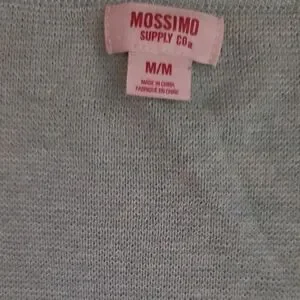 MOSSIMO
SUPPLY CO.
M/M
MADE IN CHINA
FABRIQUÉ EN CHINE